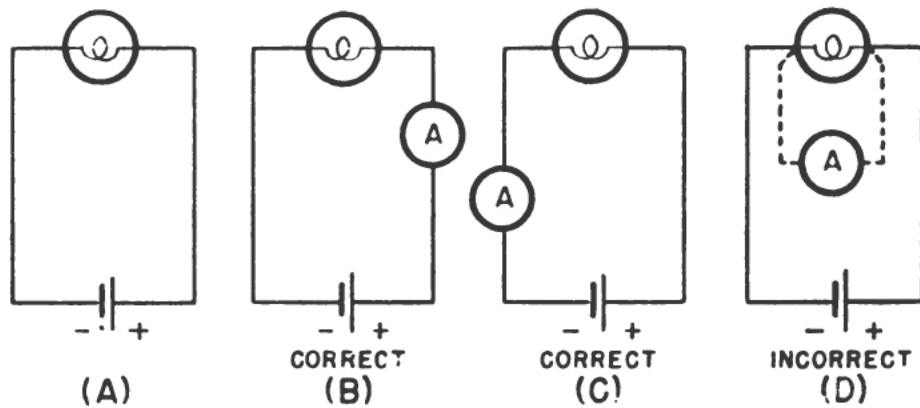 A
A
A
- +
- +
- +
- +
CORRECT
CORRECT
INCORRECT
(A)
(B)
(C)
(D)